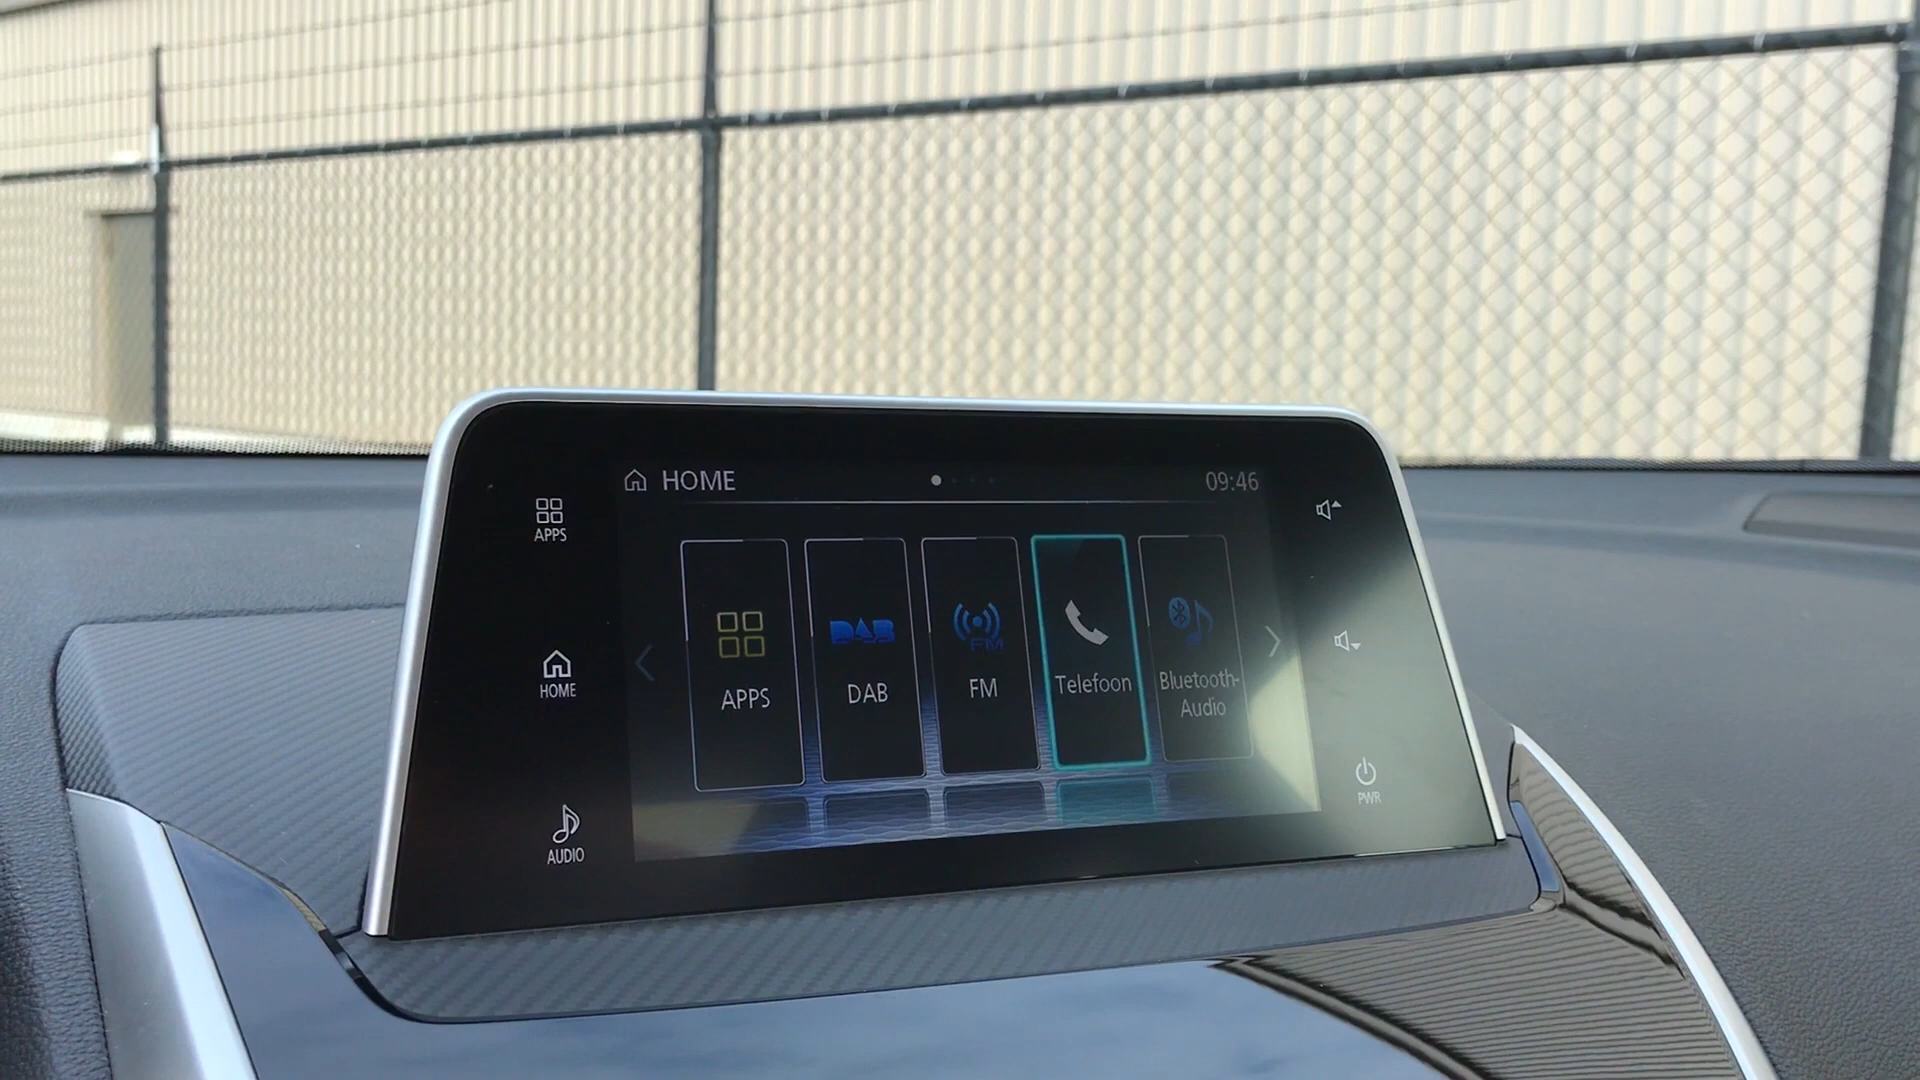 HOME
09:46
APPS
HOME
AUDIO
APPS
DAB
DAB
FM
FM
Telefoon
Bluetooth-
Audio
PWR